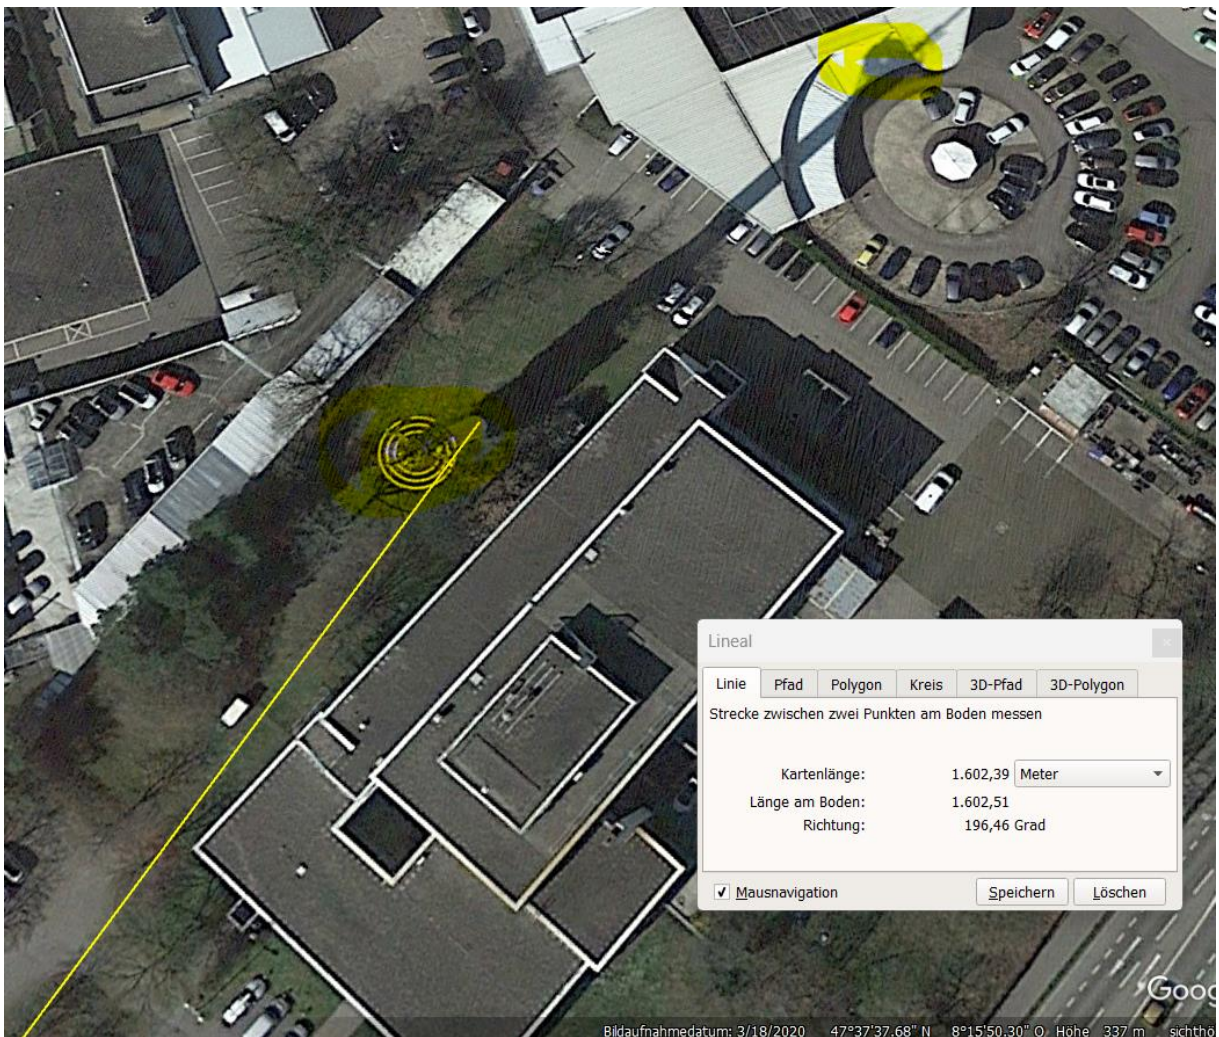 Lineal
Linie Pfad Polygon Kreis 3D-Pfad 3D-Polygon
Strecke zwischen zwei Punkten am Boden messen
Kartenlänge: 1.602,39 Meter
Länge am Boden: 1.602,51
Richtung: 196,46 Grad
Mausnavigation Speichern Löschen
Goog
Bildaufnahmedatum: 3/18/2020 47°37'37.68" N 8°15'50.30" O Höhe 337 m sichthö